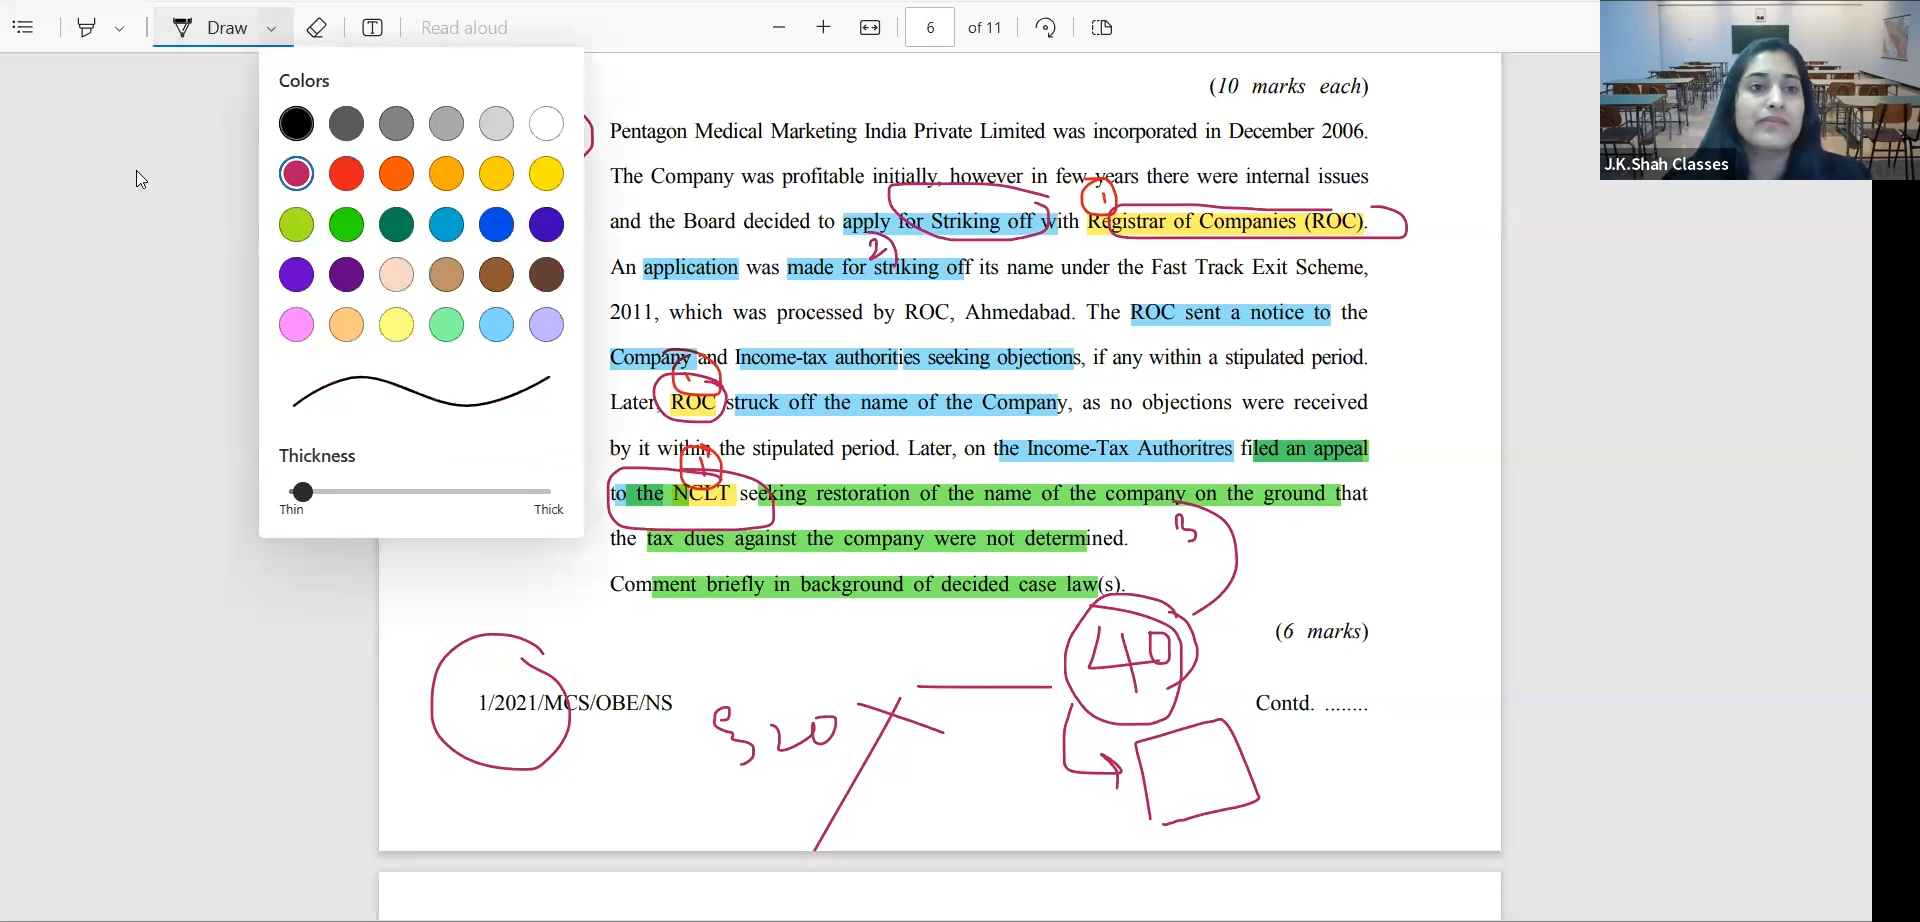 Draw
Read aloud
6
of 11
Colors
Thickness
Thin
Thick
(10 marks each)
Pentagon Medical Marketing India Private Limited was incorporated in December 2006.
The Company was profitable initially, however in few years there were internal issues
and the Board decided to apply for Striking off with Registrar of Companies (ROC).
An application was made for striking off its name under the Fast Track Exit Scheme,
2011, which was processed by ROC, Ahmedabad. The ROC sent a notice to the
Company and Income-tax authorities seeking objections, if any within a stipulated period.
Later, ROC struck off the name of the Company, as no objections were received
by it within the stipulated period. Later, on the Income-Tax Authoritres filed an appeal
to the NCLT seeking restoration of the name of the company on the ground that
the tax dues against the company were not determined.
Comment briefly in background of decided case law(s).
(6 marks)
1/2021/MCS/OBE/NS
Contd. ........
1
2
1
1
3
40
320
J.K.Shah Classes